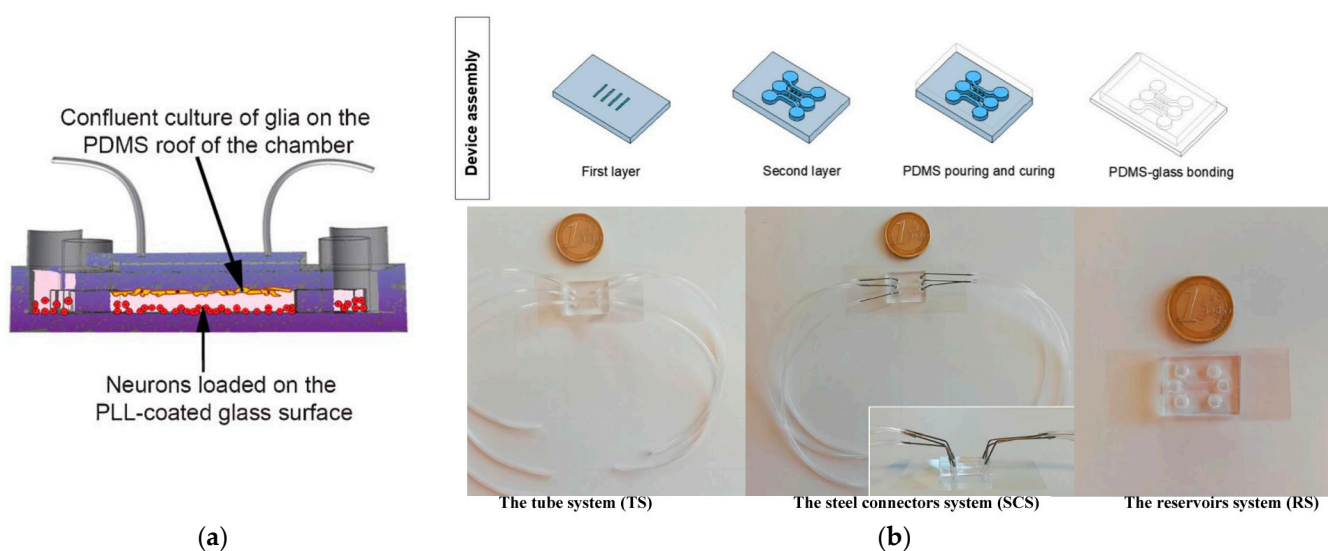 Confluent culture of glia on the
PDMS roof of the chamber
Neurons loaded on the
PLL-coated glass surface
(a)
Device assembly
First layer
Second layer
PDMS pouring and curing
PDMS-glass bonding
The tube system (TS)
The steel connectors system (SCS)
The reservoirs system (RS)
(b)